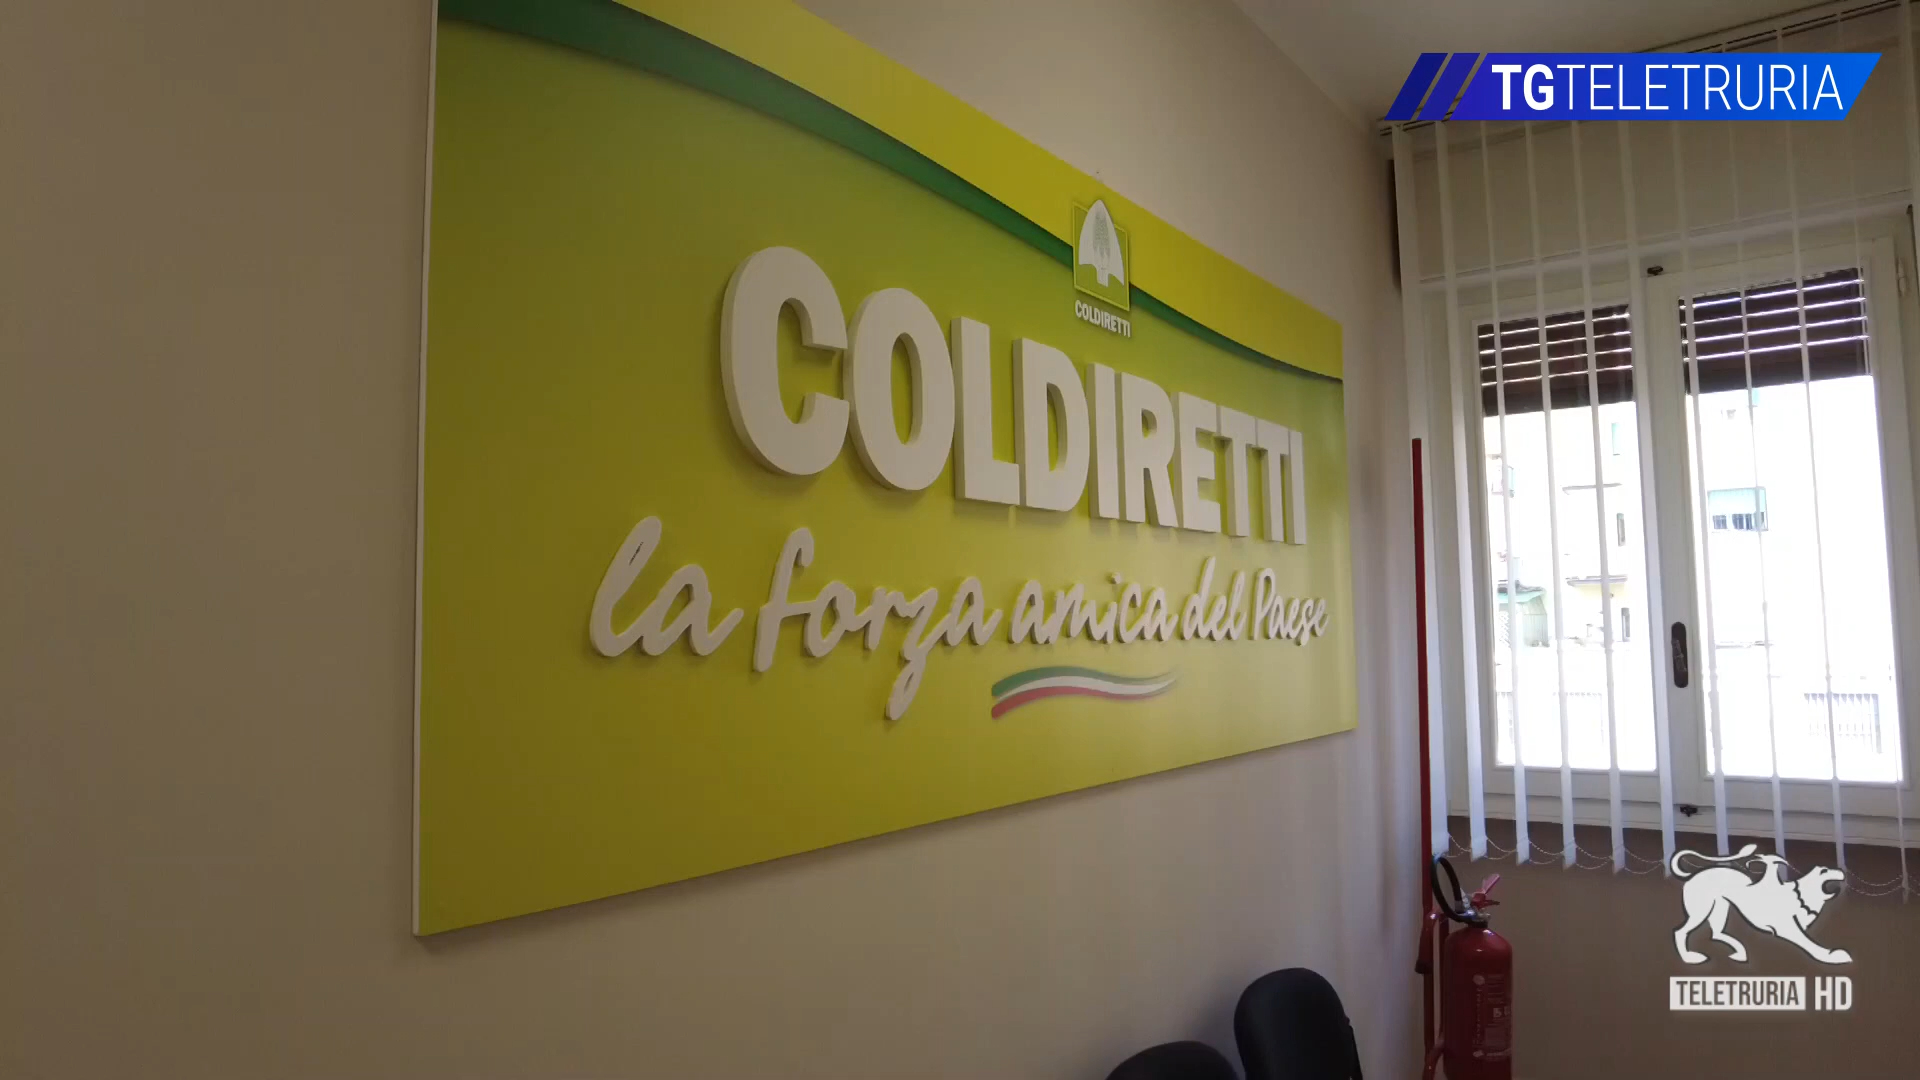 TGTELETRURIA
COLDIRETTI
COLDIRETTI
la forza amica del Paese
TELETRURIA HD